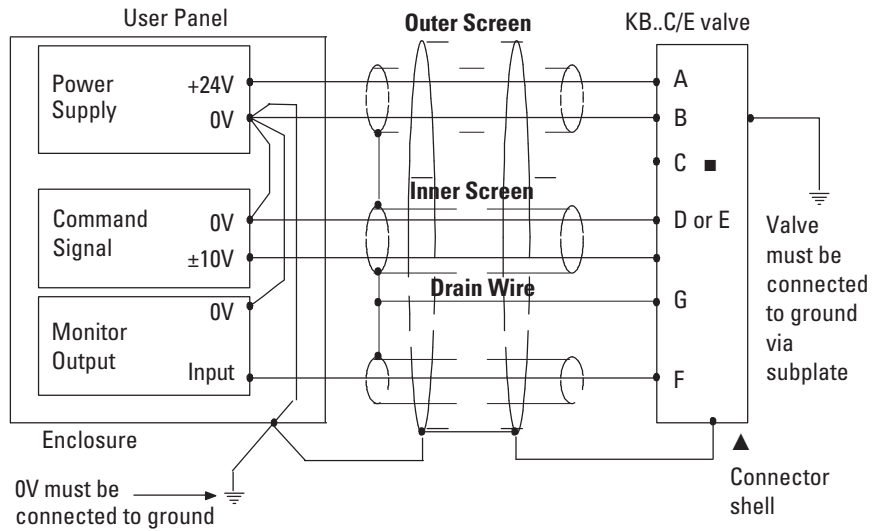 User Panel
Outer Screen
KB..C/E valve
Power
Supply
+24V
0V
A
B
C ■
Inner Screen
Command
Signal
0V
±10V
D or E
Valve
must be
connected
to ground
via
subplate
Drain Wire
G
Monitor
Output
0V
Input
F
Enclosure
▲
Connector
shell
0V must be
connected to ground